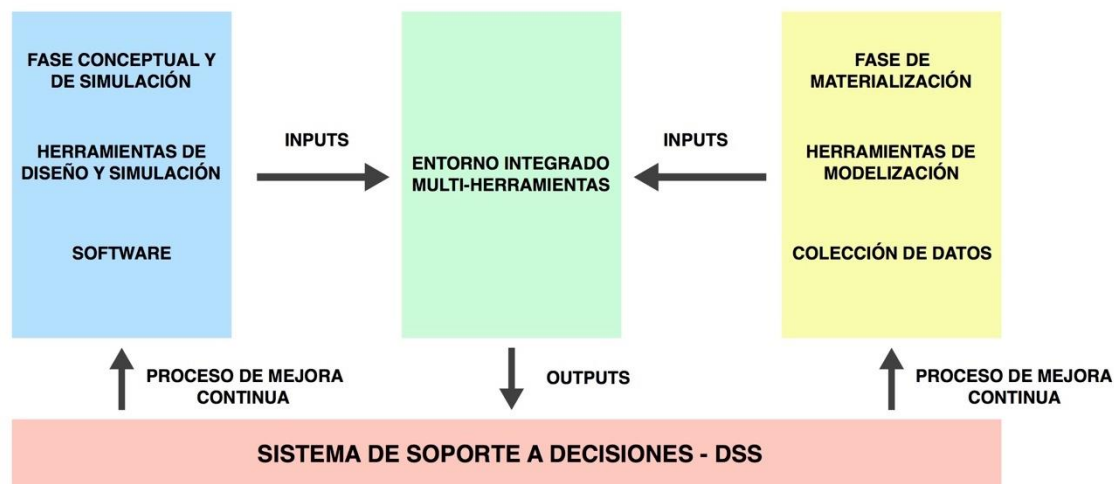 FASE CONCEPTUAL Y
DE SIMULACIÓN
HERRAMIENTAS DE
DISEÑO Y SIMULACIÓN
SOFTWARE
INPUTS
ENTORNO INTEGRADO
MULTI-HERRAMIENTAS
INPUTS
FASE DE
MATERIALIZACIÓN
HERRAMIENTAS DE
MODELIZACIÓN
COLECCIÓN DE DATOS
PROCESO DE MEJORA
CONTINUA
OUTPUTS
PROCESO DE MEJORA
CONTINUA
SISTEMA DE SOPORTE A DECISIONES - DSS